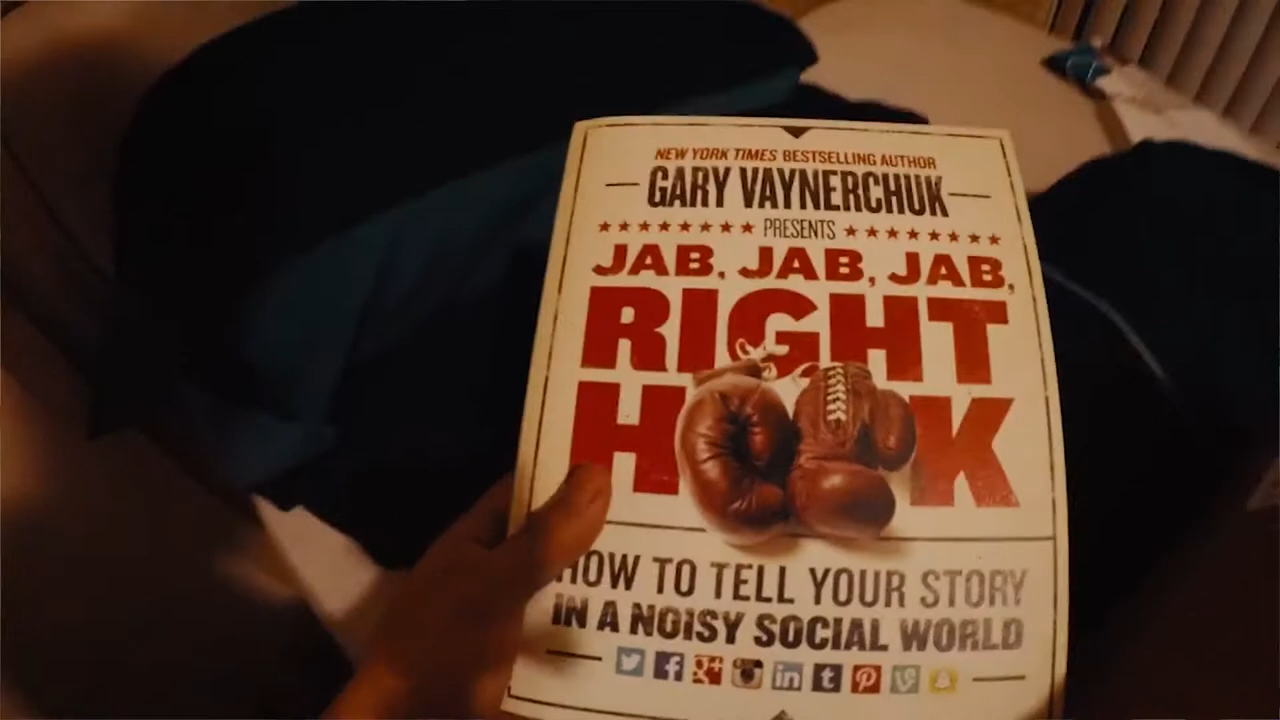 NEW YORK TIMES BESTSELLING AUTHOR
GARY VAYNERCHUK
PRESENTS
JAB, JAB, JAB,
RIGHT
HOOK
HOW TO TELL YOUR STORY
IN A NOISY SOCIAL WORLD